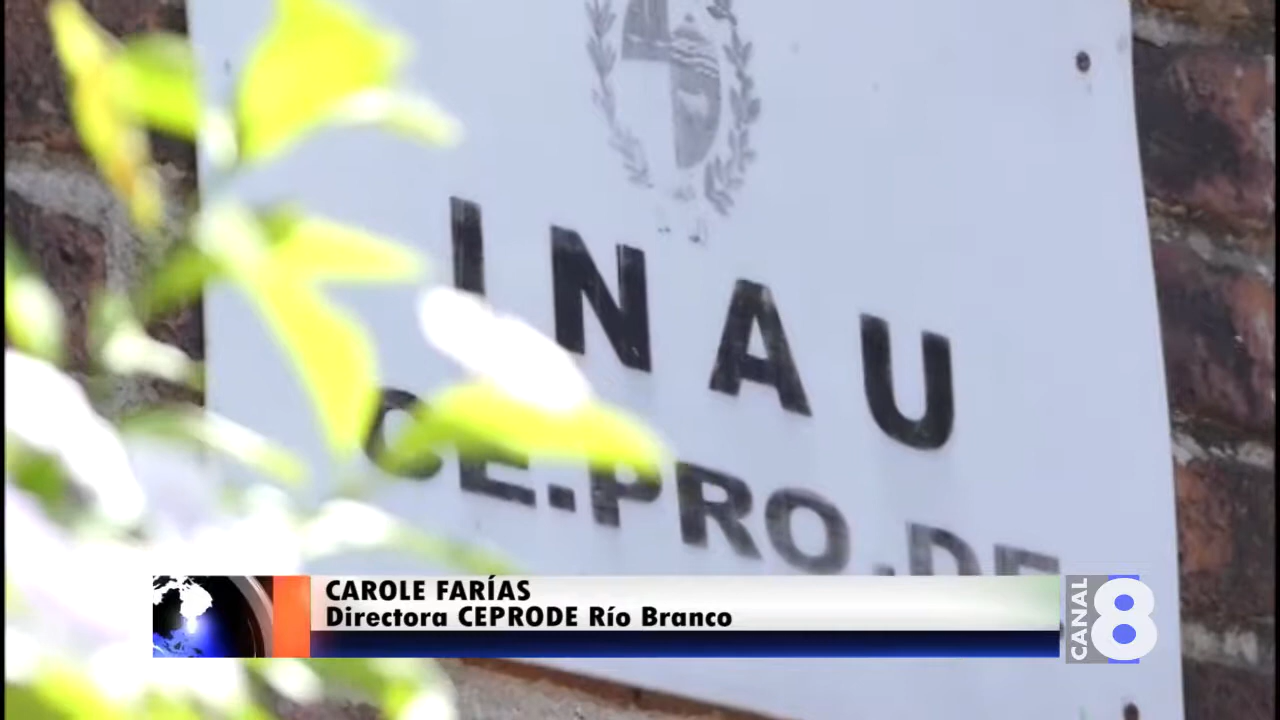 INAU
CE.PRO.DE
CAROLE FARÍAS
Directora CEPRODE Río Branco
CANAL 8